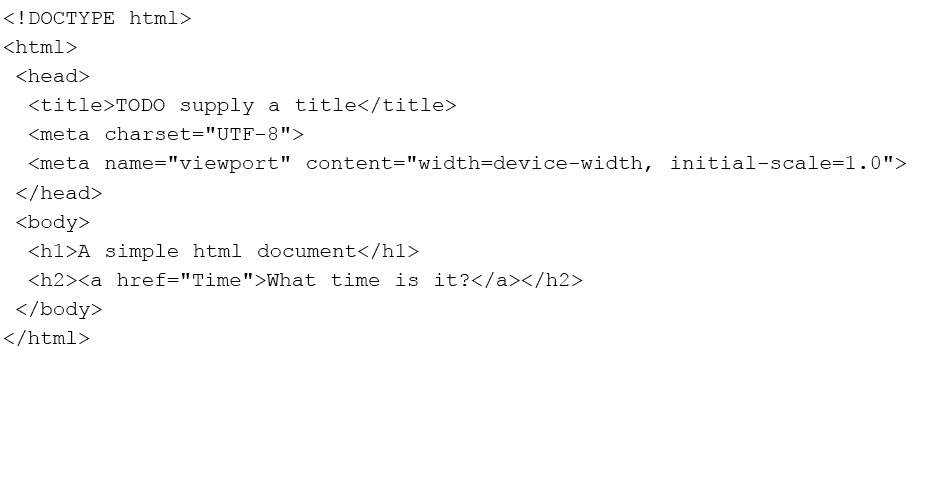 <!DOCTYPE html>
<html>
 <head>
  <title>TODO supply a title</title>
  <meta charset="UTF-8">
  <meta name="viewport" content="width=device-width, initial-scale=1.0">
 </head>
 <body>
  <h1>A simple html document</h1>
  <h2><a href="Time">What time is it?</a></h2>
 </body>
</html>